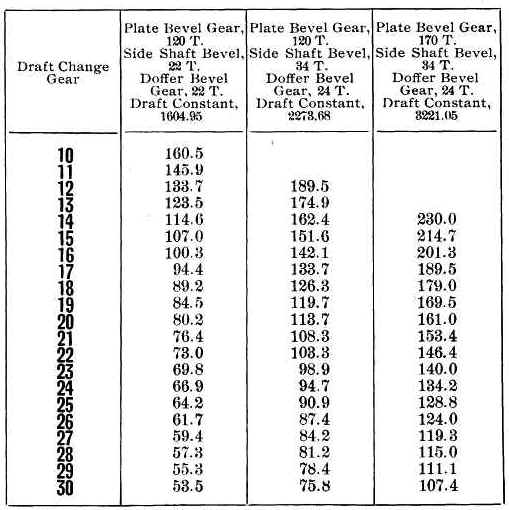 Draft Change
Gear
Plate Bevel Gear,
120 T.
Side Shaft Bevel,
22 T.
Doffer Bevel
Gear, 22 T.
Draft Constant,
1604.95
Plate Bevel Gear,
120 T.
Side Shaft Bevel,
34 T.
Doffer Bevel
Gear, 24 T.
Draft Constant,
2273.68
Plate Bevel Gear,
170 T.
Side Shaft Bevel,
34 T.
Doffer Bevel
Gear, 24 T.
Draft Constant,
3221.05
10 160.5
11 145.9
12 133.7 189.5
13 123.5 174.9
14 114.6 162.4 230.0
15 107.0 151.6 214.7
16 100.3 142.1 201.3
17 94.4 133.7 189.5
18 89.2 126.3 179.0
19 84.5 119.7 169.5
20 80.2 113.7 161.0
21 76.4 108.3 153.4
22 73.0 103.3 146.4
23 69.8 98.9 140.0
24 66.9 94.7 134.2
25 64.2 90.9 128.8
26 61.7 87.4 124.0
27 59.4 84.2 119.3
28 57.3 81.2 115.0
29 55.3 78.4 111.1
30 53.5 75.8 107.4